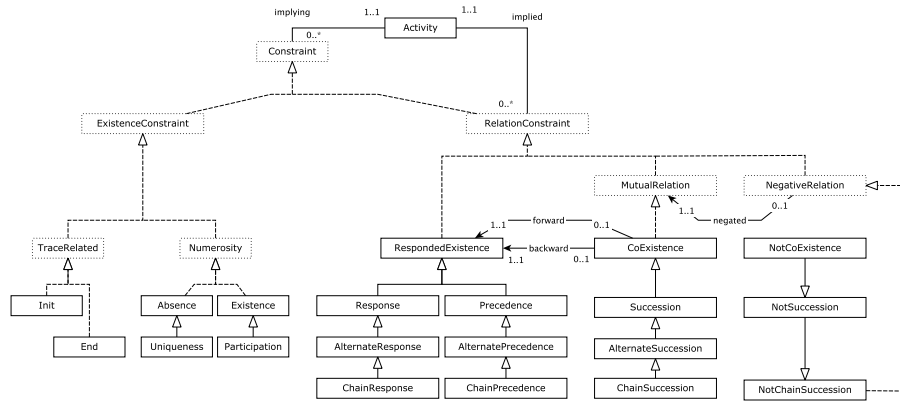 implying
1..1
1..1
implied
Activity
0..*
Constraint
0..*
ExistenceConstraint
RelationConstraint
MutualRelation
NegativeRelation
1..1
negated
0..1
1..1
forward
0..1
TraceRelated
Numerosity
RespondedExistence
backward
CoExistence
NotCoExistence
1..1
0..1
Init
Absence
Existence
Response
Precedence
Succession
NotSuccession
End
Uniqueness
Participation
AlternateResponse
AlternatePrecedence
AlternateSuccession
ChainResponse
ChainPrecedence
ChainSuccession
NotChainSuccession